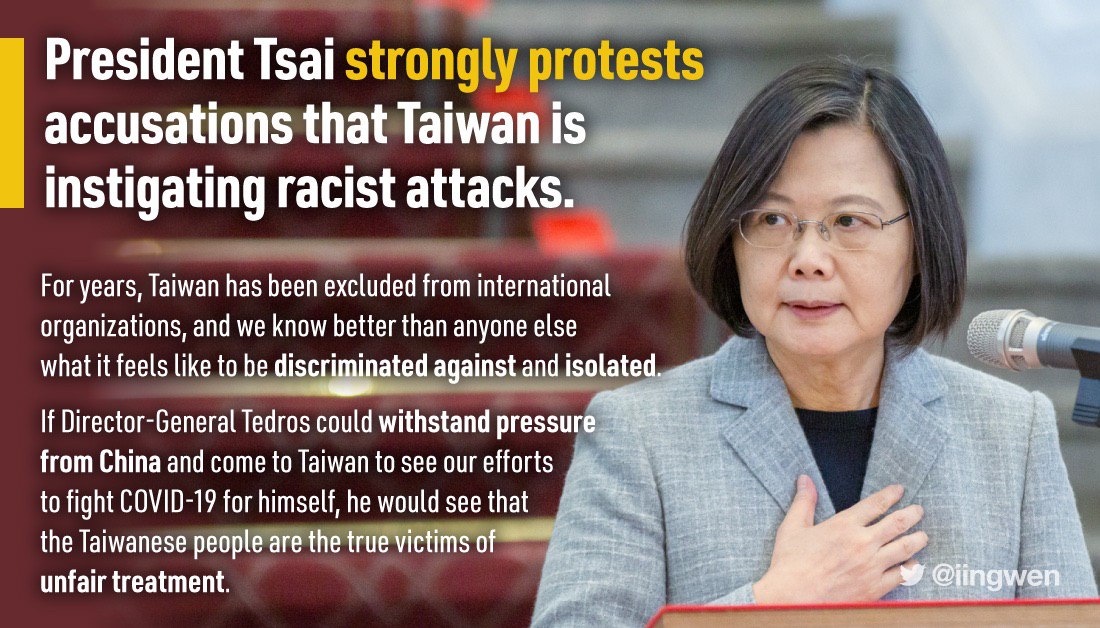 President Tsai strongly protests
accusations that Taiwan is
instigating racist attacks.
For years, Taiwan has been excluded from international
organizations, and we know better than anyone else
what it feels like to be discriminated against and isolated.
If Director-General Tedros could withstand pressure
from China and come to Taiwan to see our efforts
to fight COVID-19 for himself, he would see that
the Taiwanese people are the true victims of
unfair treatment.
@iingwen